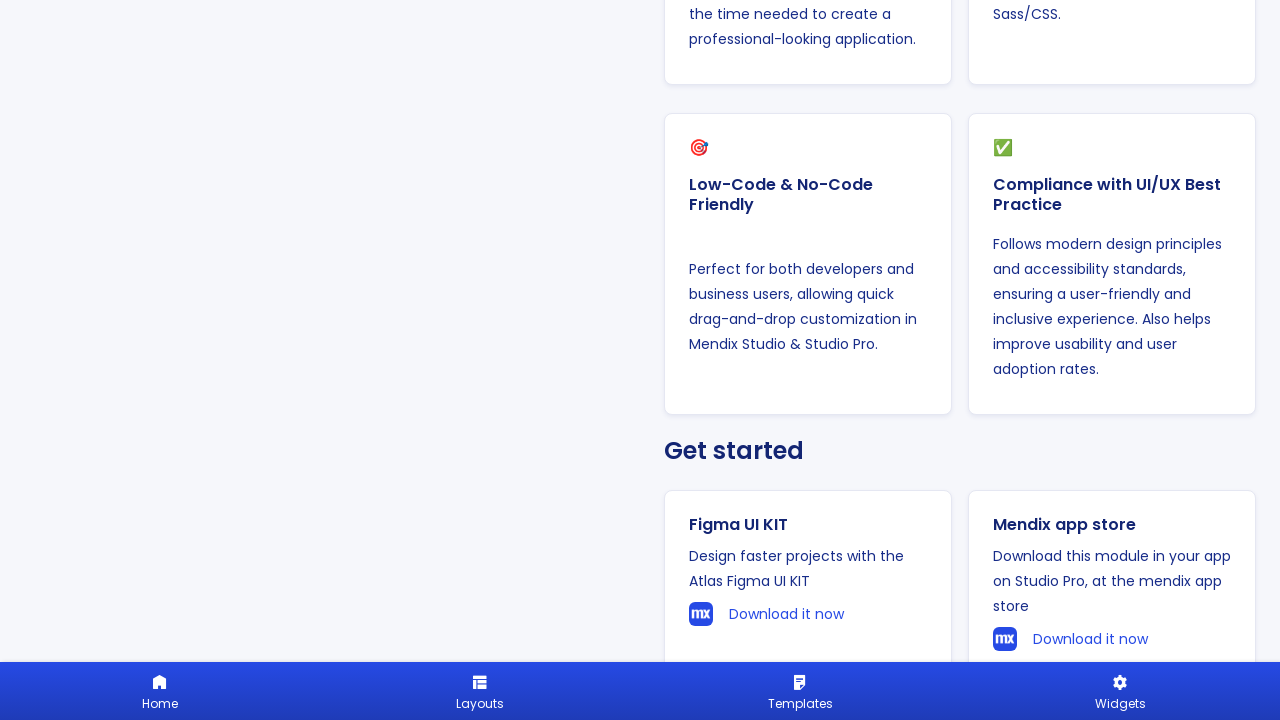 the time needed to create a
professional-looking application.
Sass/CSS.
Low-Code & No-Code
Friendly
Perfect for both developers and
business users, allowing quick
drag-and-drop customization in
Mendix Studio & Studio Pro.
Compliance with UI/UX Best
Practice
Follows modern design principles
and accessibility standards,
ensuring a user-friendly and
inclusive experience. Also helps
improve usability and user
adoption rates.
Get started
Figma UI KIT
Design faster projects with the
Atlas Figma UI KIT
mx Download it now
Mendix app store
Download this module in your app
on Studio Pro, at the mendix app
store
mx Download it now
Home
Layouts
Templates
Widgets